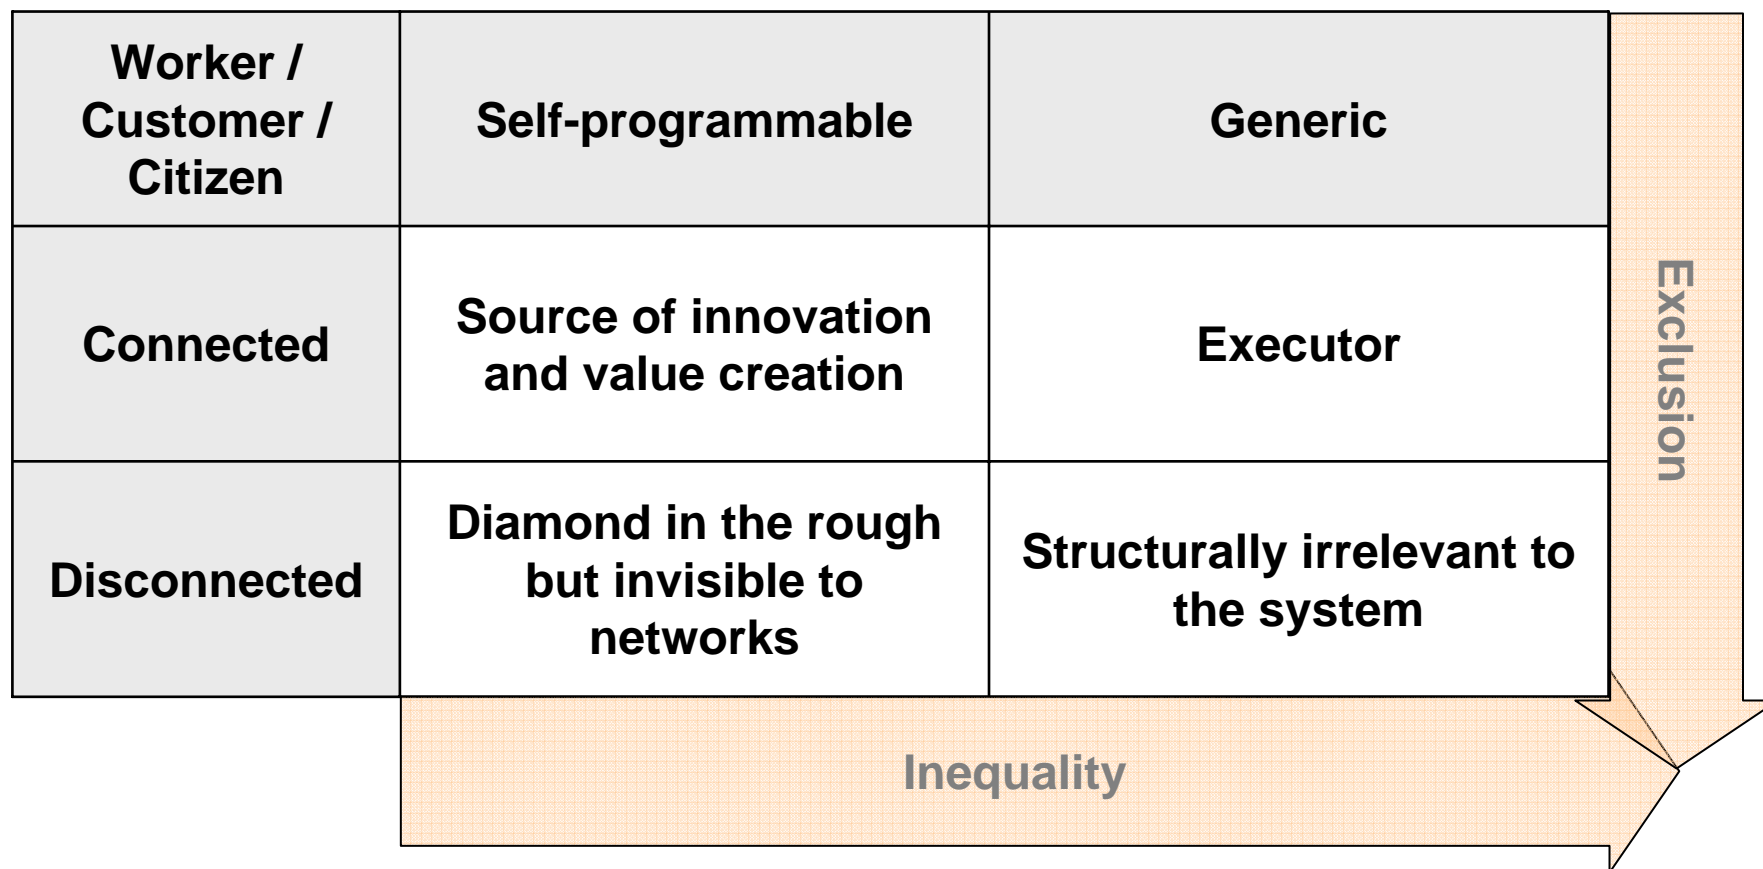 Worker /
Customer /
Citizen
Self-programmable
Generic
Connected
Source of innovation
and value creation
Executor
Disconnected
Diamond in the rough
but invisible to
networks
Structurally irrelevant to
the system
Exclusion
Inequality